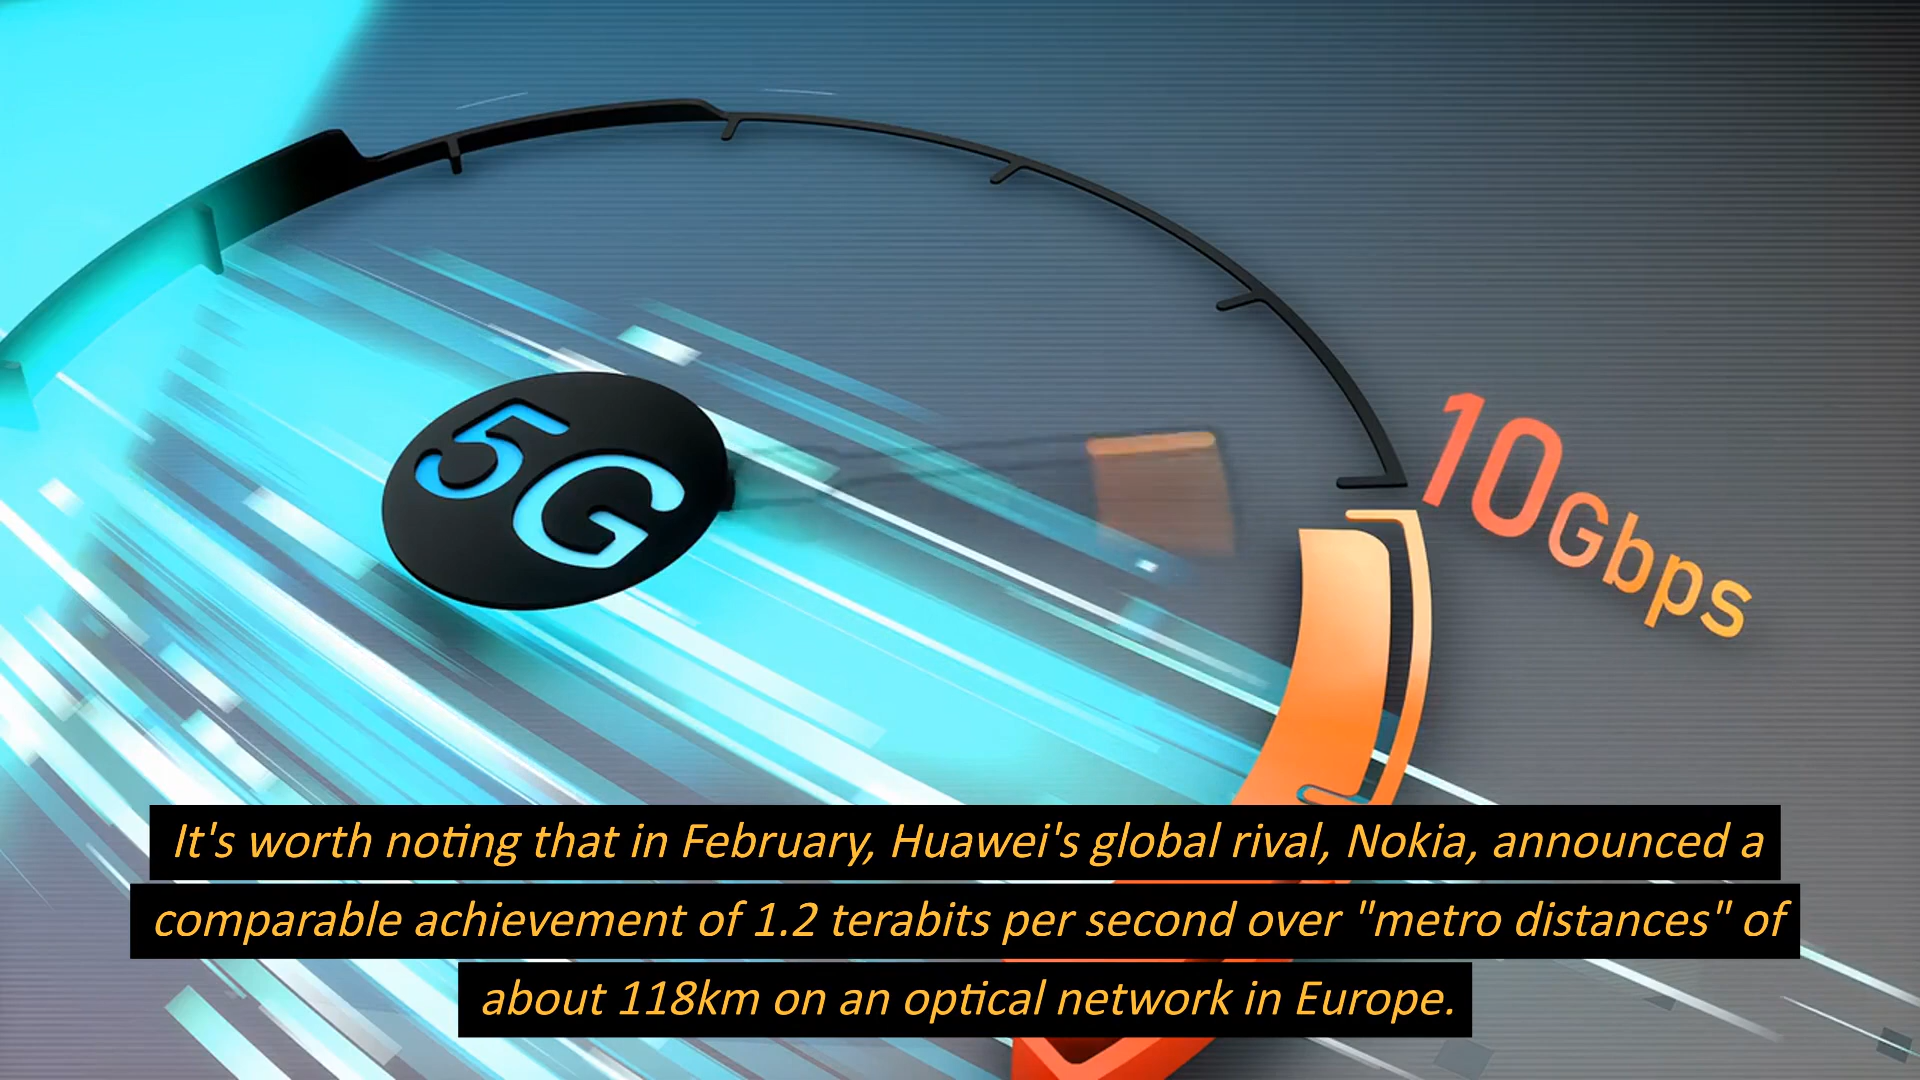 5G
10Gbps
It's worth noting that in February, Huawei's global rival, Nokia, announced a
comparable achievement of 1.2 terabits per second over "metro distances" of
about 118km on an optical network in Europe.